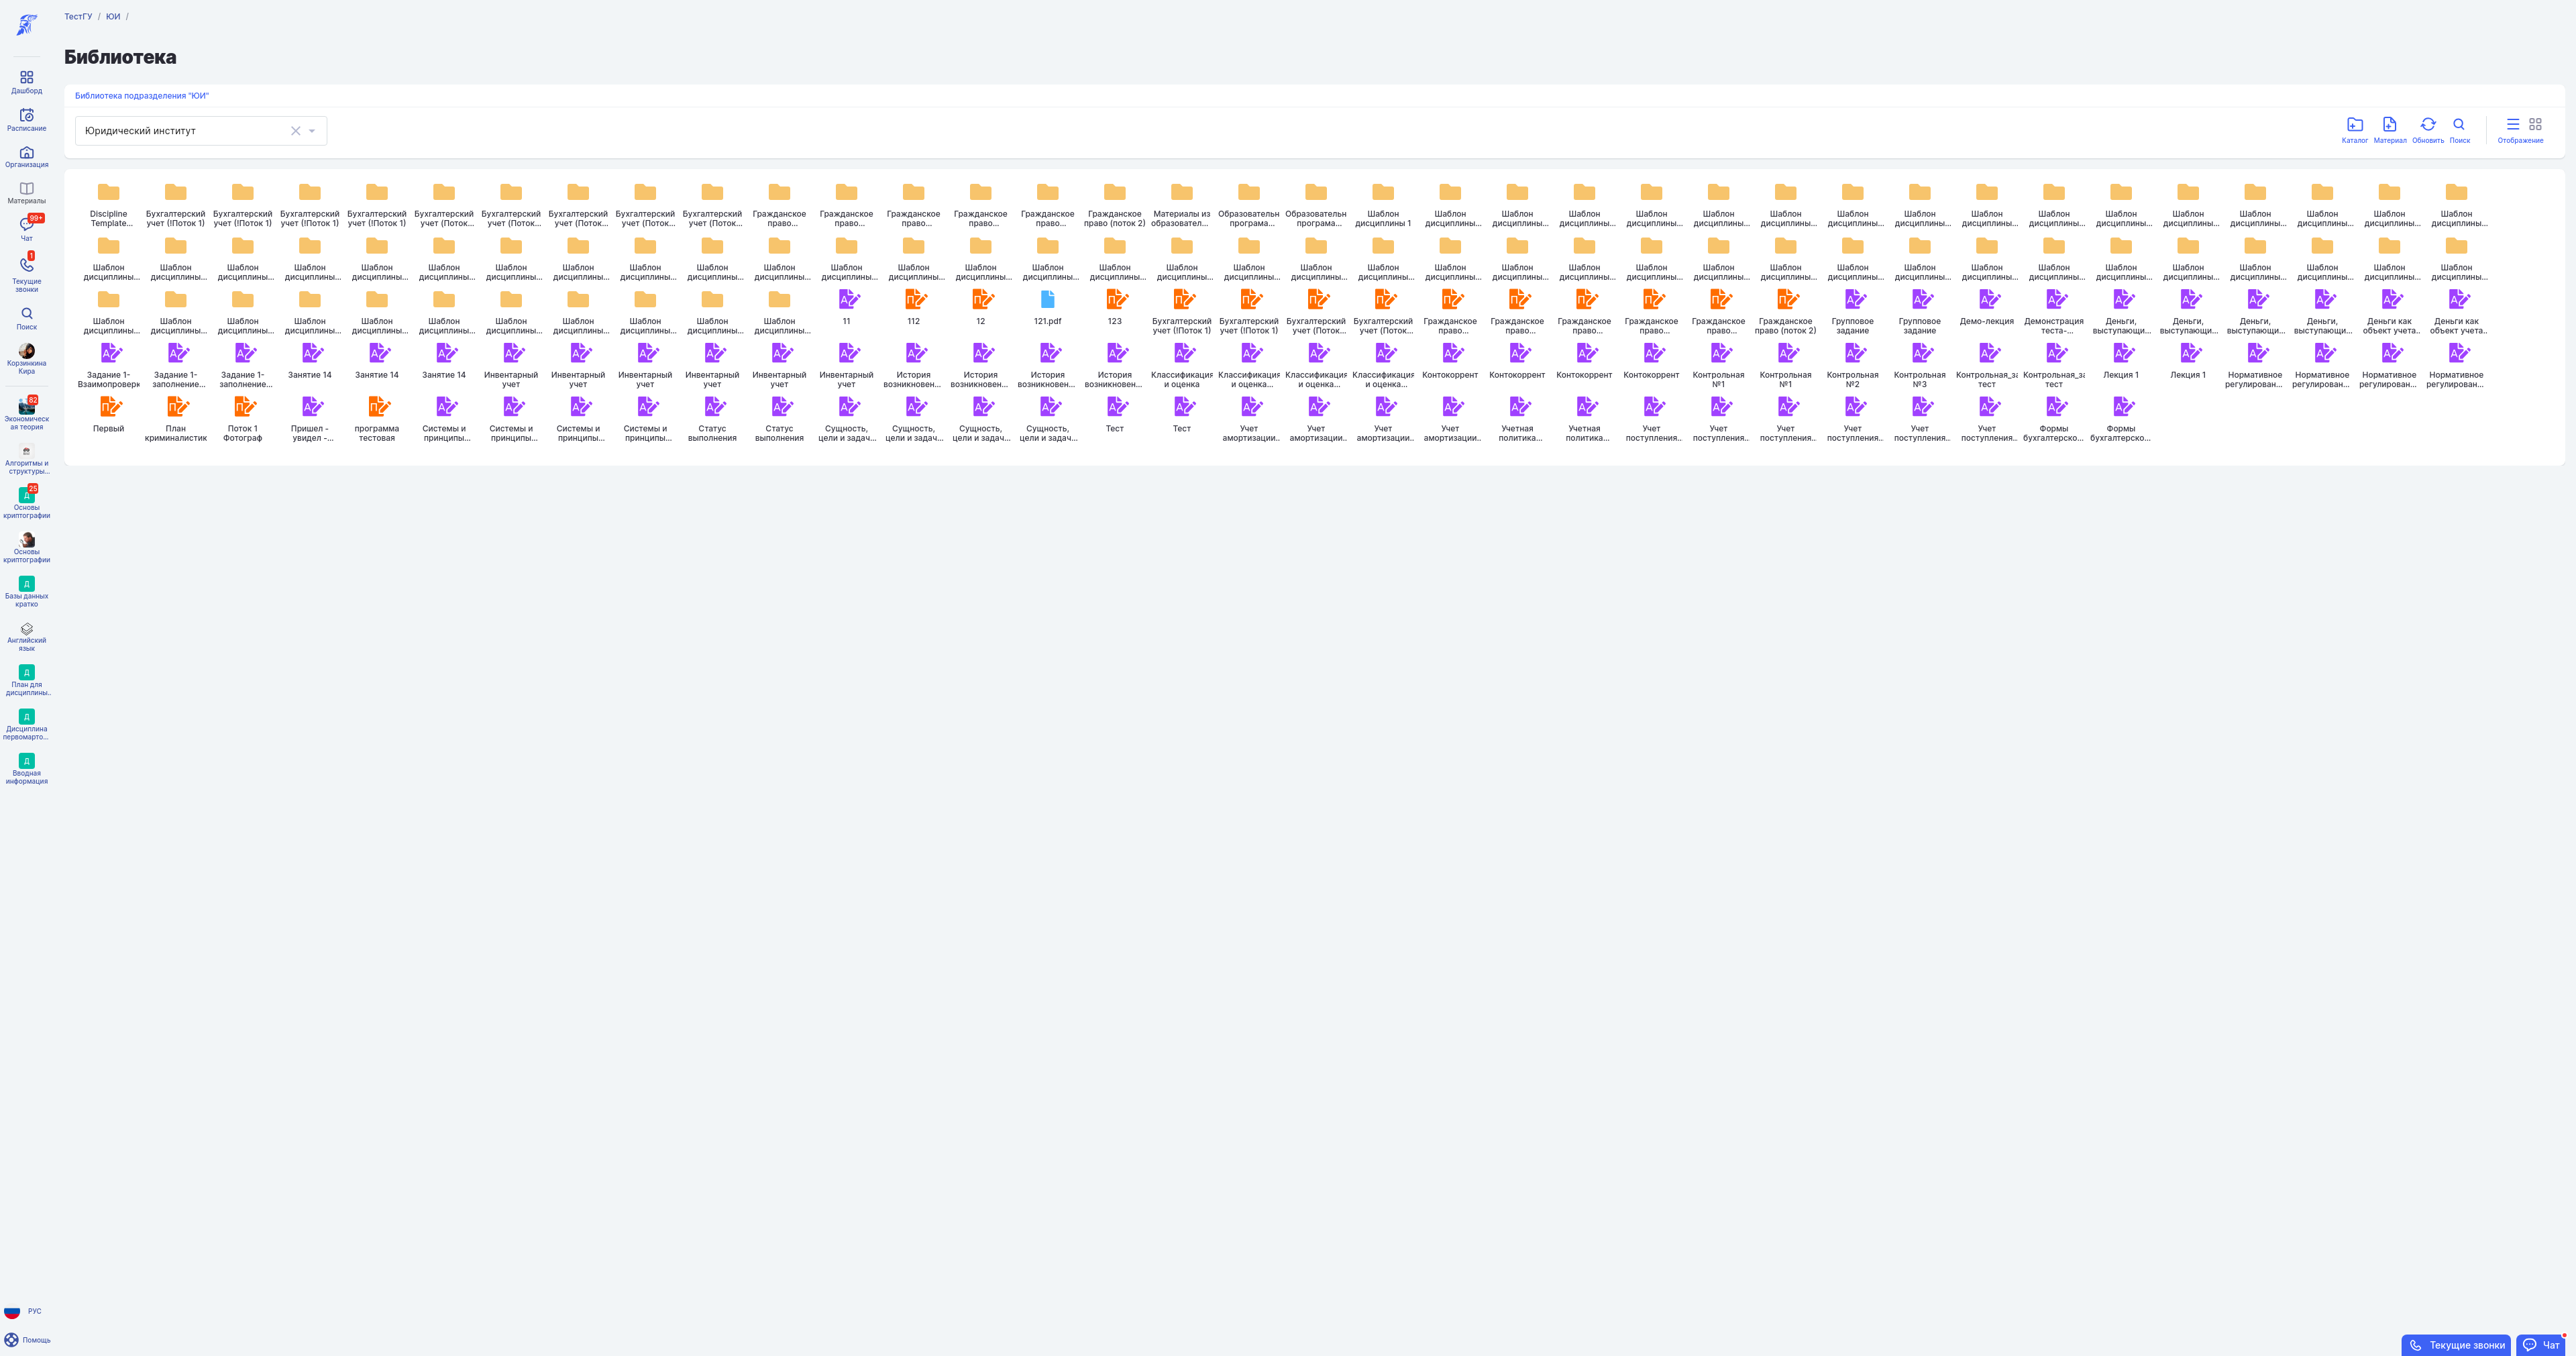 ТестГУ / ЮИ /
Библиотека
Библиотека подразделения "ЮИ"
Юридический институт
Каталог
Материал
Обновить
Поиск
Отображение
Дашборд
Расписание
Организация
Материалы
99+
Чат
1
Текущие
звонки
Поиск
Корзинкина
Кира
82
Экономическ
ая теория
Алгоритмы и
структуры...
25
Д
Основы
криптографии
Основы
криптографии
Д
Базы данных
кратко
Английский
язык
Д
План для
дисциплины..
Д
Дисциплина
первомарто...
Д
Вводная
информация
РУС
Помощь
Discipline Бухгалтерский Бухгалтерский Бухгалтерский Бухгалтерский Бухгалтерский Бухгалтерский Бухгалтерский Бухгалтерский Бухгалтерский Гражданское Гражданское Гражданское Гражданское Гражданское Гражданское Материалы из Образовательн Образовательн Шаблон Шаблон Шаблон Шаблон Шаблон Шаблон Шаблон Шаблон Шаблон Шаблон Шаблон Шаблон Шаблон Шаблон Шаблон Шаблон Шаблон
Template... учет (!Поток 1) учет (!Поток 1) учет (!Поток 1) учет (!Поток 1) учет (Поток... учет (Поток... учет (Поток... учет (Поток... учет (Поток... право... право... право... право... право... право (поток 2) образовател... програма... програма... дисциплины 1 дисциплины... дисциплины... дисциплины... дисциплины... дисциплины... дисциплины... дисциплины... дисциплины... дисциплины... дисциплины... дисциплины... дисциплины... дисциплины... дисциплины... дисциплины... дисциплины...
Шаблон Шаблон Шаблон Шаблон Шаблон Шаблон Шаблон Шаблон Шаблон Шаблон Шаблон Шаблон Шаблон Шаблон Шаблон Шаблон Шаблон Шаблон Шаблон Шаблон Шаблон Шаблон Шаблон Шаблон Шаблон Шаблон Шаблон Шаблон Шаблон Шаблон Шаблон Шаблон Шаблон Шаблон Шаблон Шаблон
дисциплины... дисциплины... дисциплины... дисциплины... дисциплины... дисциплины... дисциплины... дисциплины... дисциплины... дисциплины... дисциплины... дисциплины... дисциплины... дисциплины... дисциплины... дисциплины... дисциплины... дисциплины... дисциплины... дисциплины... дисциплины... дисциплины... дисциплины... дисциплины... дисциплины... дисциплины... дисциплины... дисциплины... дисциплины... дисциплины... дисциплины... дисциплины... дисциплины... дисциплины... дисциплины... дисциплины...
Шаблон Шаблон Шаблон Шаблон Шаблон Шаблон Шаблон Шаблон Шаблон Шаблон Шаблон 11 112 12 121.pdf 123 Бухгалтерский Бухгалтерский Бухгалтерский Бухгалтерский Гражданское Гражданское Гражданское Гражданское Гражданское Гражданское Групповое Групповое Демо-лекция Демонстрация Деньги, Деньги, Деньги, Деньги, Деньги как Деньги как
дисциплины... дисциплины... дисциплины... дисциплины... дисциплины... дисциплины... дисциплины... дисциплины... дисциплины... дисциплины... дисциплины... учет (!Поток 1) учет (!Поток 1) учет (Поток... учет (Поток... право... право... право... право... право... право (поток 2) задание задание теста-... выступающи... выступающи... выступающи... выступающи... объект учета.. объект учета..
Задание 1- Задание 1- Задание 1- Занятие 14 Занятие 14 Занятие 14 Инвентарный Инвентарный Инвентарный Инвентарный Инвентарный Инвентарный История История История История Классификация Классификация Классификация Классификация Контокоррент Контокоррент Контокоррент Контокоррент Контрольная Контрольная Контрольная Контрольная Контрольная_за Контрольная_за Лекция 1 Лекция 1 Нормативное Нормативное Нормативное Нормативное
Взаимопроверк заполнение... заполнение... учет учет учет учет учет учет возникновен... возникновен... возникновен... возникновен... и оценка и оценка... и оценка... и оценка... №1 №1 №2 №3 тест тест регулирован... регулирован... регулирован... регулирован...
Первый План Поток 1 Пришел - программа Системы и Системы и Системы и Системы и Статус Статус Сущность, Сущность, Сущность, Сущность, Тест Тест Учет Учет Учет Учет Учетная Учетная Учет Учет Учет Учет Учет Учет Формы Формы
криминалистик Фотограф увидел -... тестовая принципы... принципы... принципы... принципы... выполнения выполнения цели и задач... цели и задач... цели и задач... цели и задач... амортизации.. амортизации.. амортизации.. амортизации.. политика... политика... поступления.. поступления.. поступления.. поступления.. поступления.. поступления.. бухгалтерско... бухгалтерско...
Текущие звонки
Чат